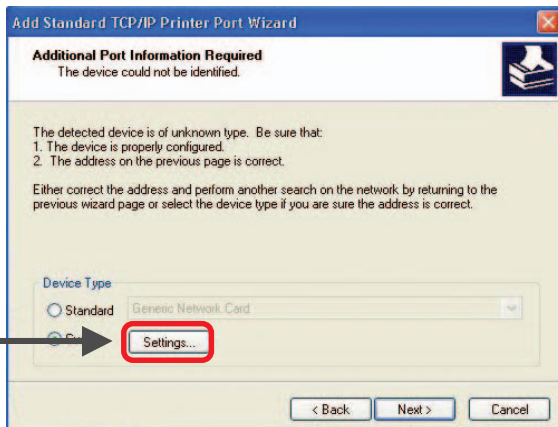 Add Standard TCP/IP Printer Port Wizard
Additional Port Information Required
The device could not be identified.
The detected device is of unknown type. Be sure that:
1. The device is properly configured.
2. The address on the previous page is correct.
Either correct the address and perform another search on the network by returning to the
previous wizard page or select the device type if you are sure the address is correct.
Device Type
Standard
Generic Network Card
Settings...
< Back
Next >
Cancel